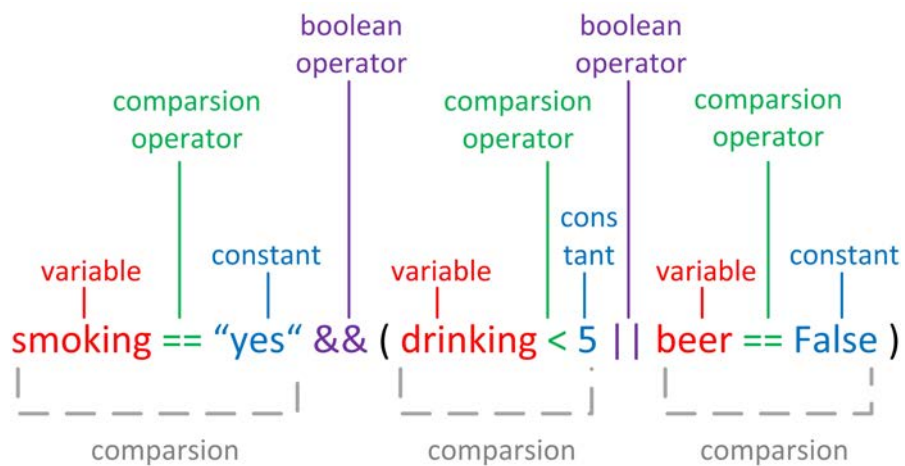 boolean operator
boolean operator
comparsion operator
comparsion operator
comparsion operator
variable
constant
variable
cons tant
variable
constant
smoking == “yes“ && ( drinking < 5 || beer == False )
comparsion
comparsion
comparsion